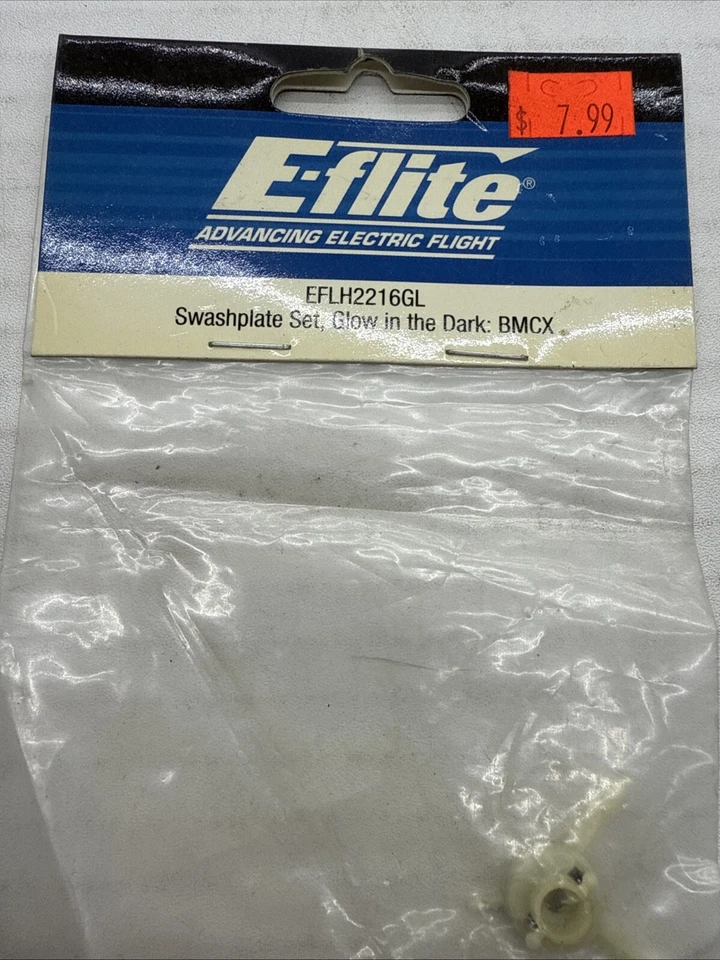 $ 7.99
E-flite®
ADVANCING ELECTRIC FLIGHT
EFLH2216GL
Swashplate Set, Glow in the Dark: BMCX